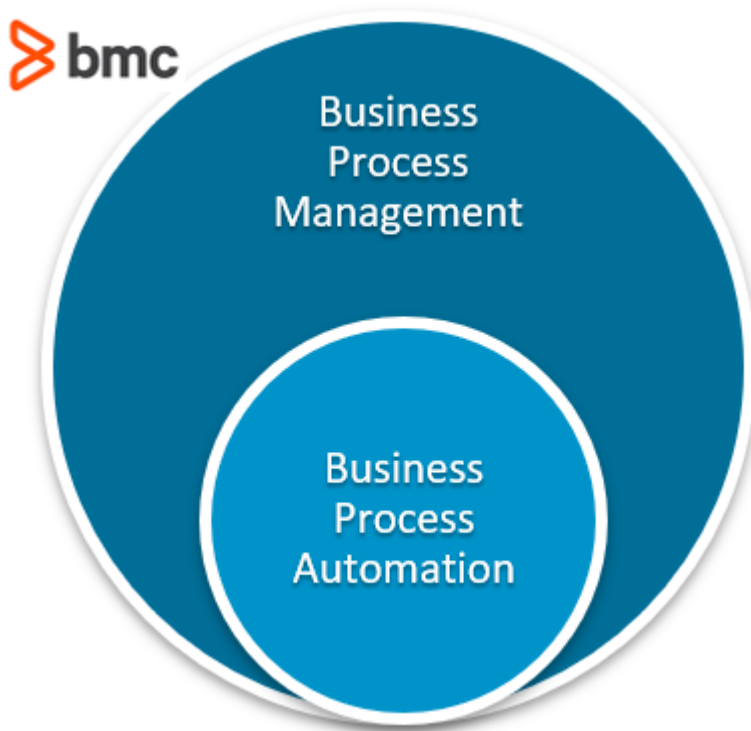 bmc
Business
Process
Management
Business
Process
Automation